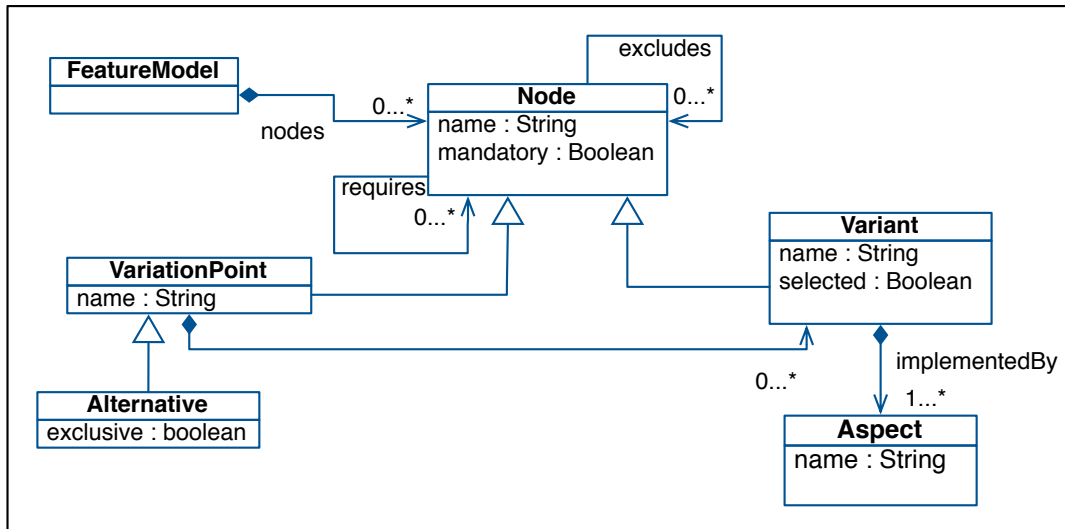 FeatureModel
nodes
0...*
excludes
0...*
Node
name : String
mandatory : Boolean
requires
0...*
VariationPoint
name : String
Variant
name : String
selected : Boolean
0...*
implementedBy
1...*
Alternative
exclusive : boolean
Aspect
name : String